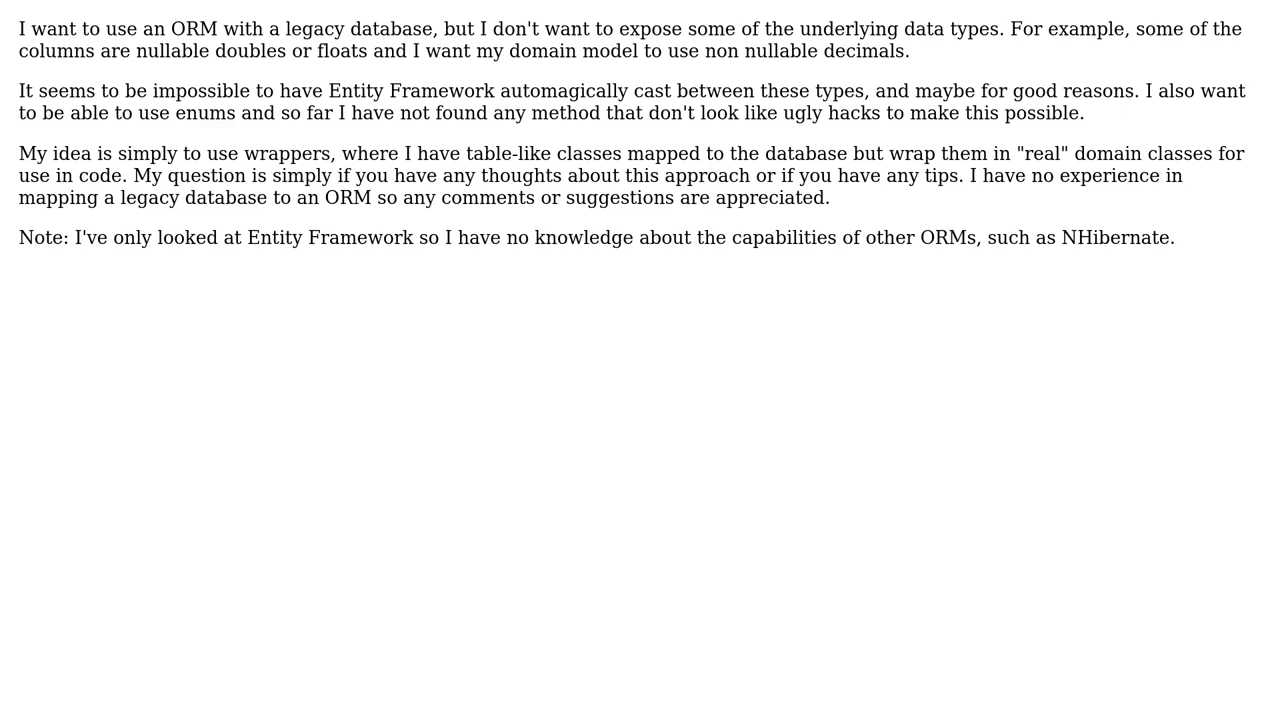 I want to use an ORM with a legacy database, but I don't want to expose some of the underlying data types. For example, some of the
columns are nullable doubles or floats and I want my domain model to use non nullable decimals.
It seems to be impossible to have Entity Framework automagically cast between these types, and maybe for good reasons. I also want
to be able to use enums and so far I have not found any method that don't look like ugly hacks to make this possible.
My idea is simply to use wrappers, where I have table-like classes mapped to the database but wrap them in "real" domain classes for
use in code. My question is simply if you have any thoughts about this approach or if you have any tips. I have no experience in
mapping a legacy database to an ORM so any comments or suggestions are appreciated.
Note: I've only looked at Entity Framework so I have no knowledge about the capabilities of other ORMs, such as NHibernate.